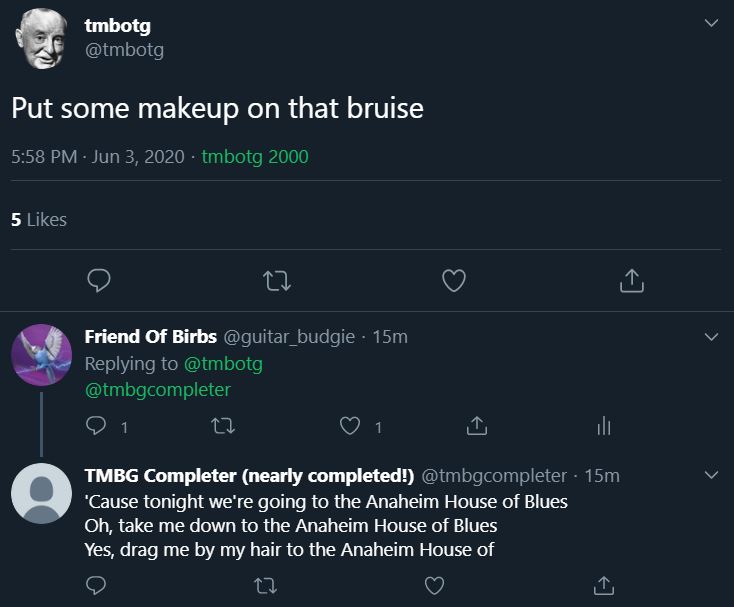 tmbotg
@tmbotg
Put some makeup on that bruise
5:58 PM · Jun 3, 2020 · tmbotg 2000
5 Likes
Friend Of Birbs @guitar_budgie · 15m
Replying to @tmbotg
@tmbgcompleter
1 1
TMBG Completer (nearly completed!) @tmbgcompleter · 15m
'Cause tonight we're going to the Anaheim House of Blues
Oh, take me down to the Anaheim House of Blues
Yes, drag me by my hair to the Anaheim House of